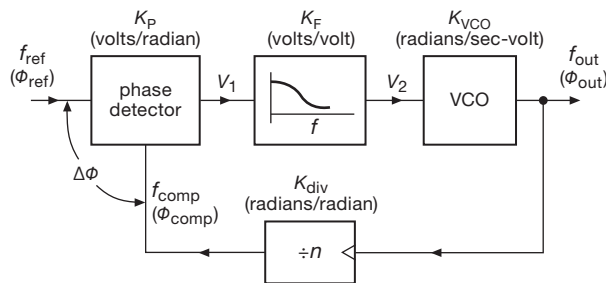 K_P
(volts/radian)
K_F
(volts/volt)
K_VCO
(radians/sec-volt)
f_ref
(Φ_ref)
phase
detector
V_1
f
V_2
VCO
f_out
(Φ_out)
ΔΦ
f_comp
(Φ_comp)
K_div
(radians/radian)
÷n